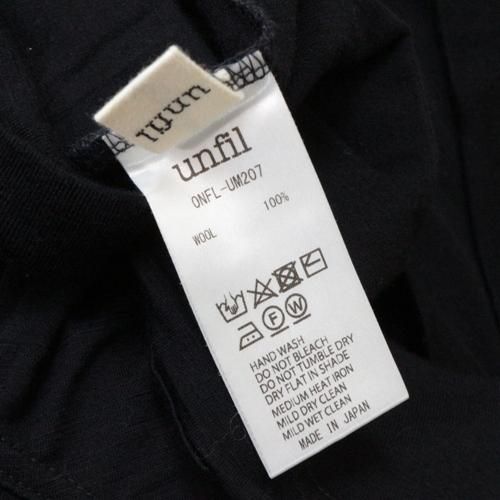 unfil
unfil
ONFL-UM207
WOOL 100%
F W
HAND WASH
DO NOT BLEACH
DO NOT TUMBLE DRY
DRY FLAT IN SHADE
MEDIUM HEAT IRON
MILD DRY CLEAN
MILD WET CLEAN
MADE IN JAPAN